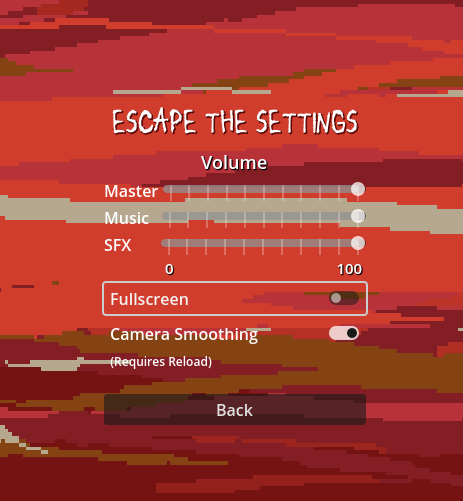 ESCAPE THE SETTINGS
Volume
Master
Music
SFX
0 100
Fullscreen
Camera Smoothing
(Requires Reload)
Back